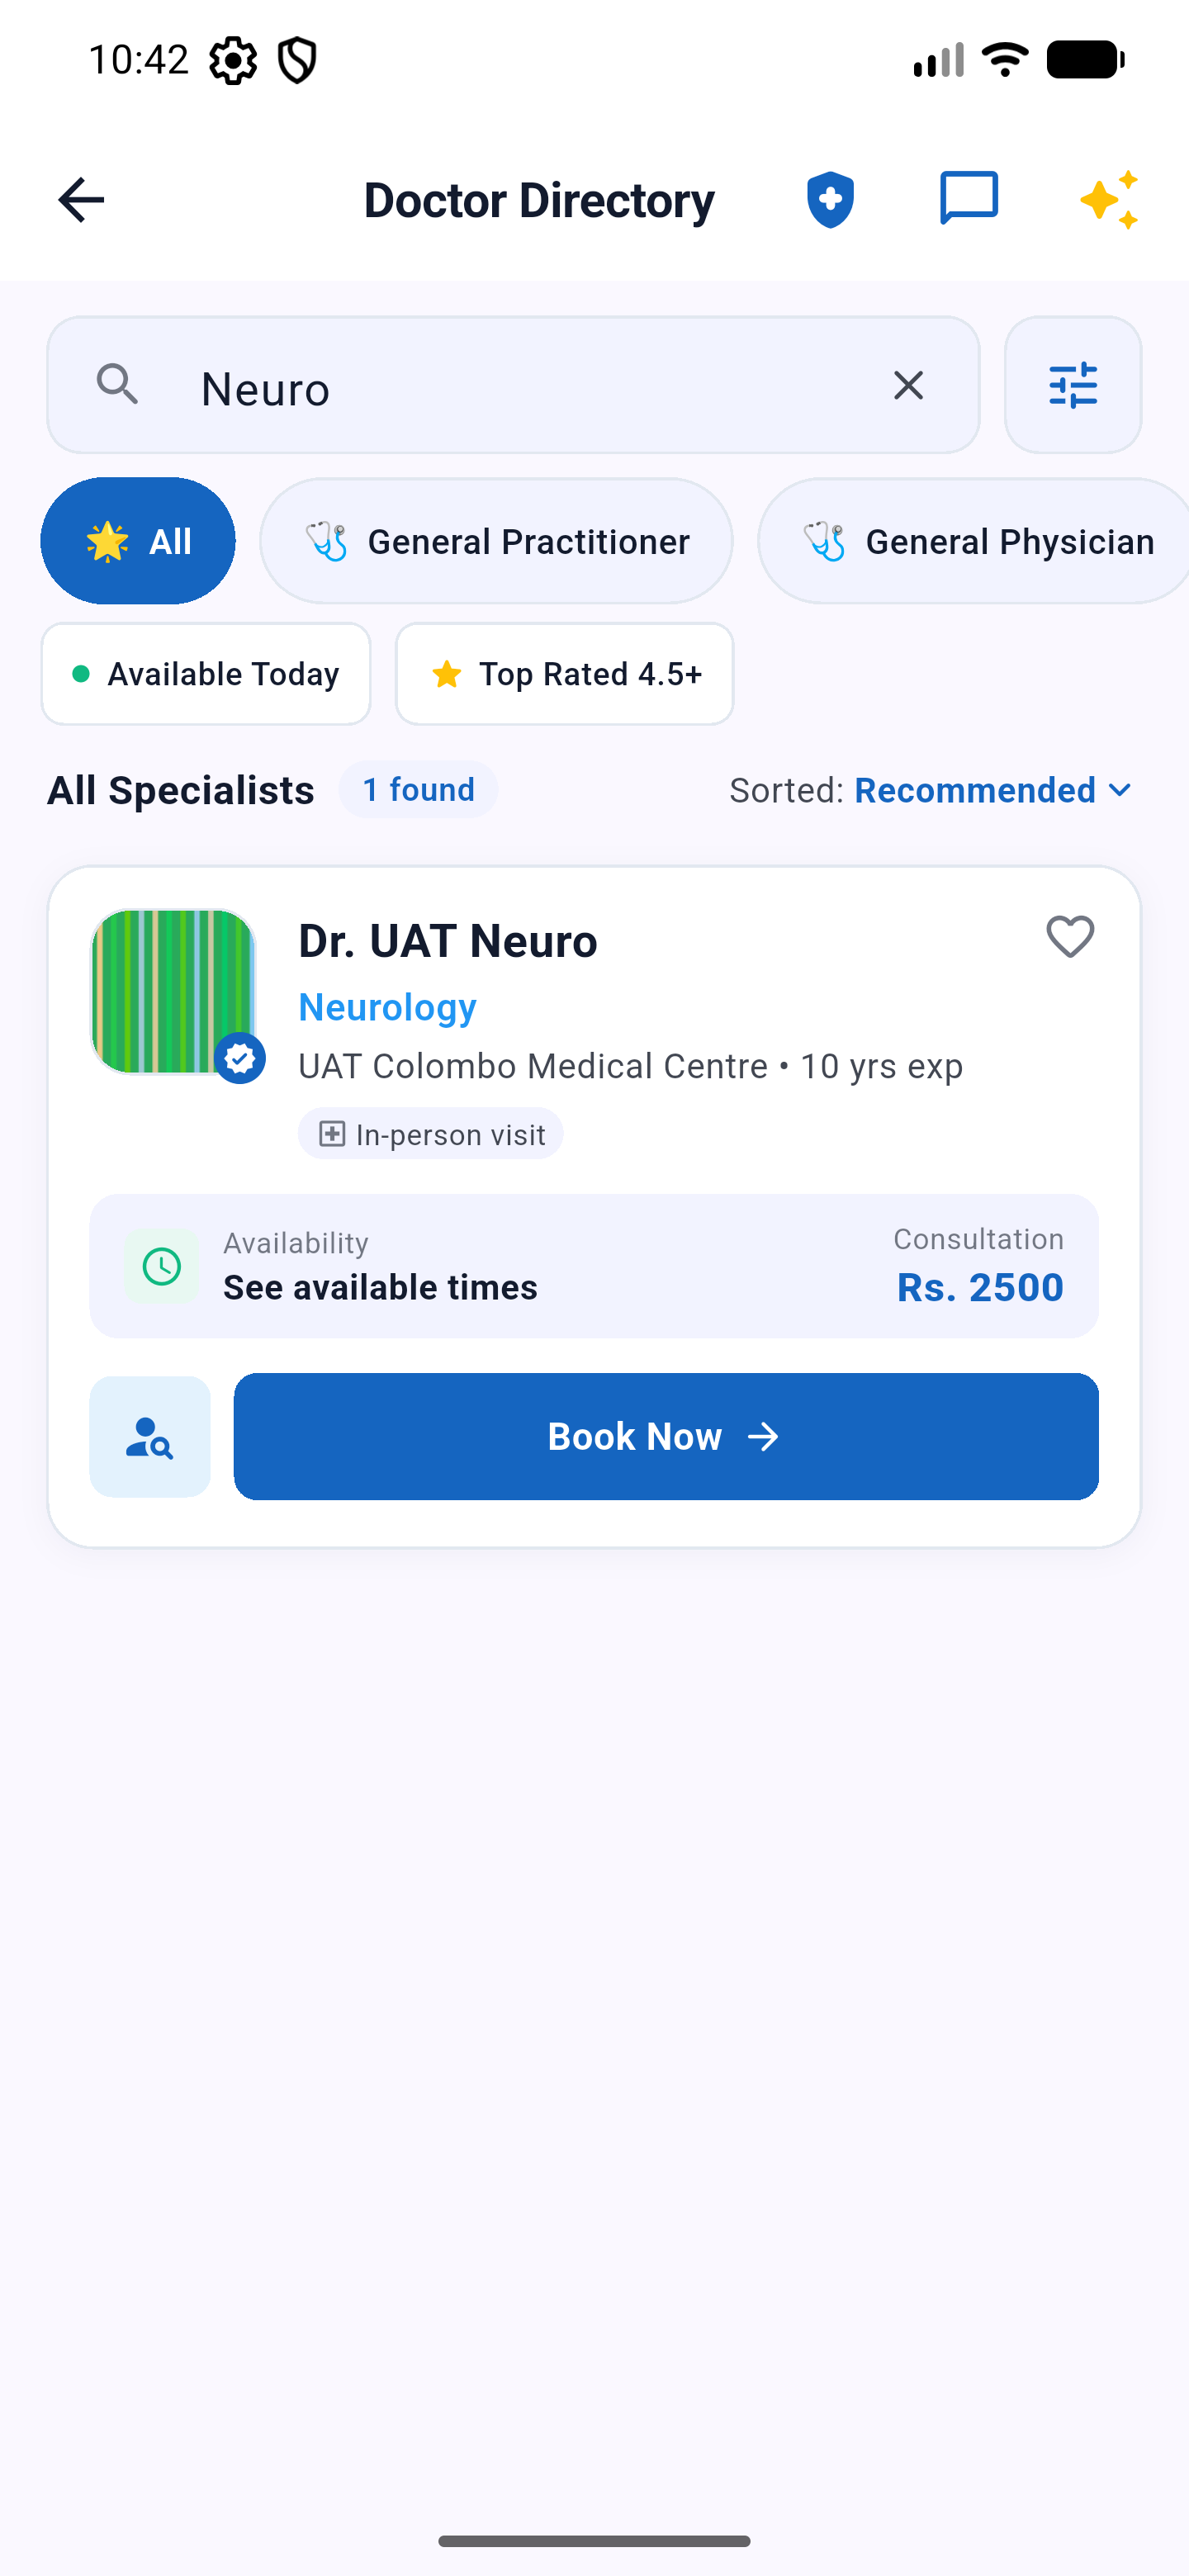 10:42
Doctor Directory
Neuro
All
General Practitioner
General Physician
Available Today
Top Rated 4.5+
All Specialists
1 found
Sorted: Recommended
Dr. UAT Neuro
Neurology
UAT Colombo Medical Centre • 10 yrs exp
In-person visit
Availability
See available times
Consultation
Rs. 2500
Book Now